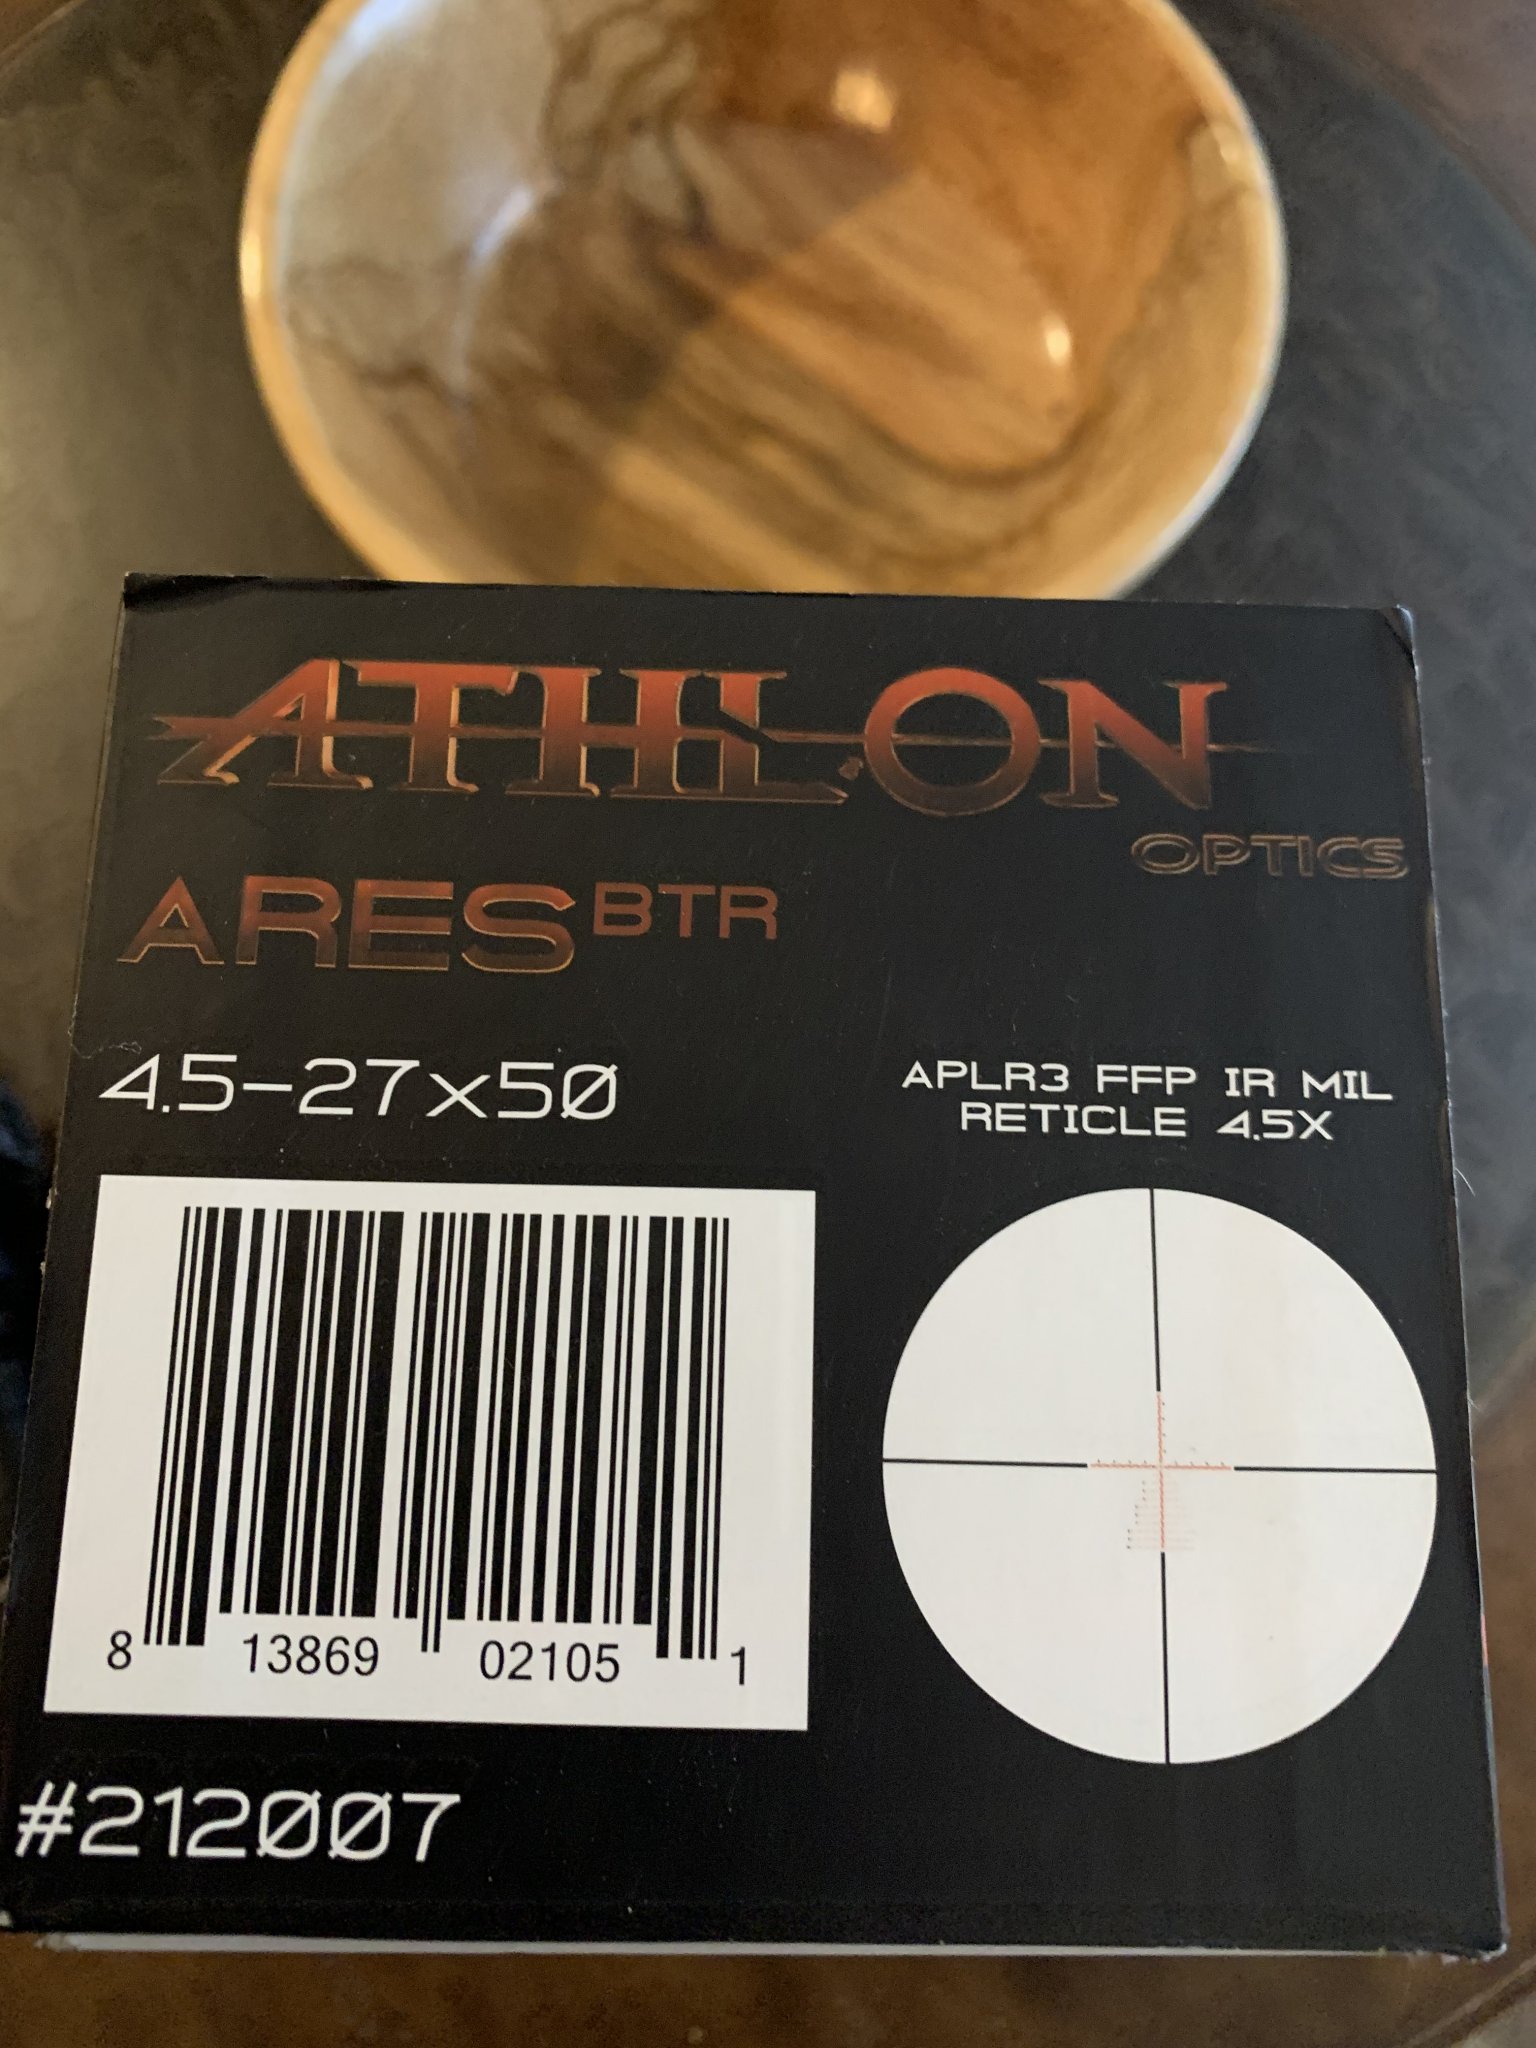 ATHLON
OPTICS
ARES BTR
4.5-27x50
APLR3 FFP IR MIL
RETICLE 4.5X
8 13869 02105 1
#212007